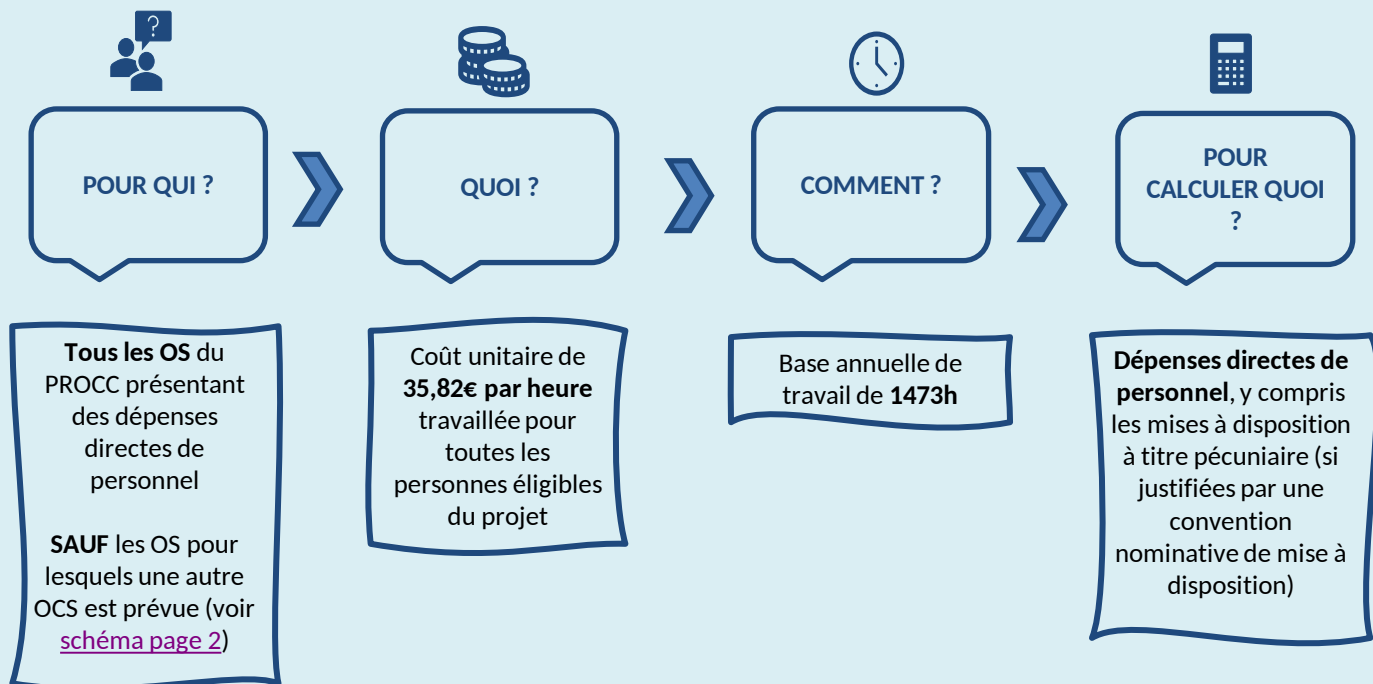 ?
POUR QUI ?
QUOI ?
COMMENT ?
POUR
CALCULER QUOI
?
Tous les OS du
PROCC présentant
des dépenses
directes de
personnel
SAUF les OS pour
lesquels une autre
OCS est prévue (voir
schéma page 2)
Coût unitaire de
35,82€ par heure
travaillée pour
toutes les
personnes éligibles
du projet
Base annuelle de
travail de 1473h
Dépenses directes de
personnel, y compris
les mises à disposition
à titre pécuniaire (si
justifiées par une
convention
nominative de mise à
disposition)